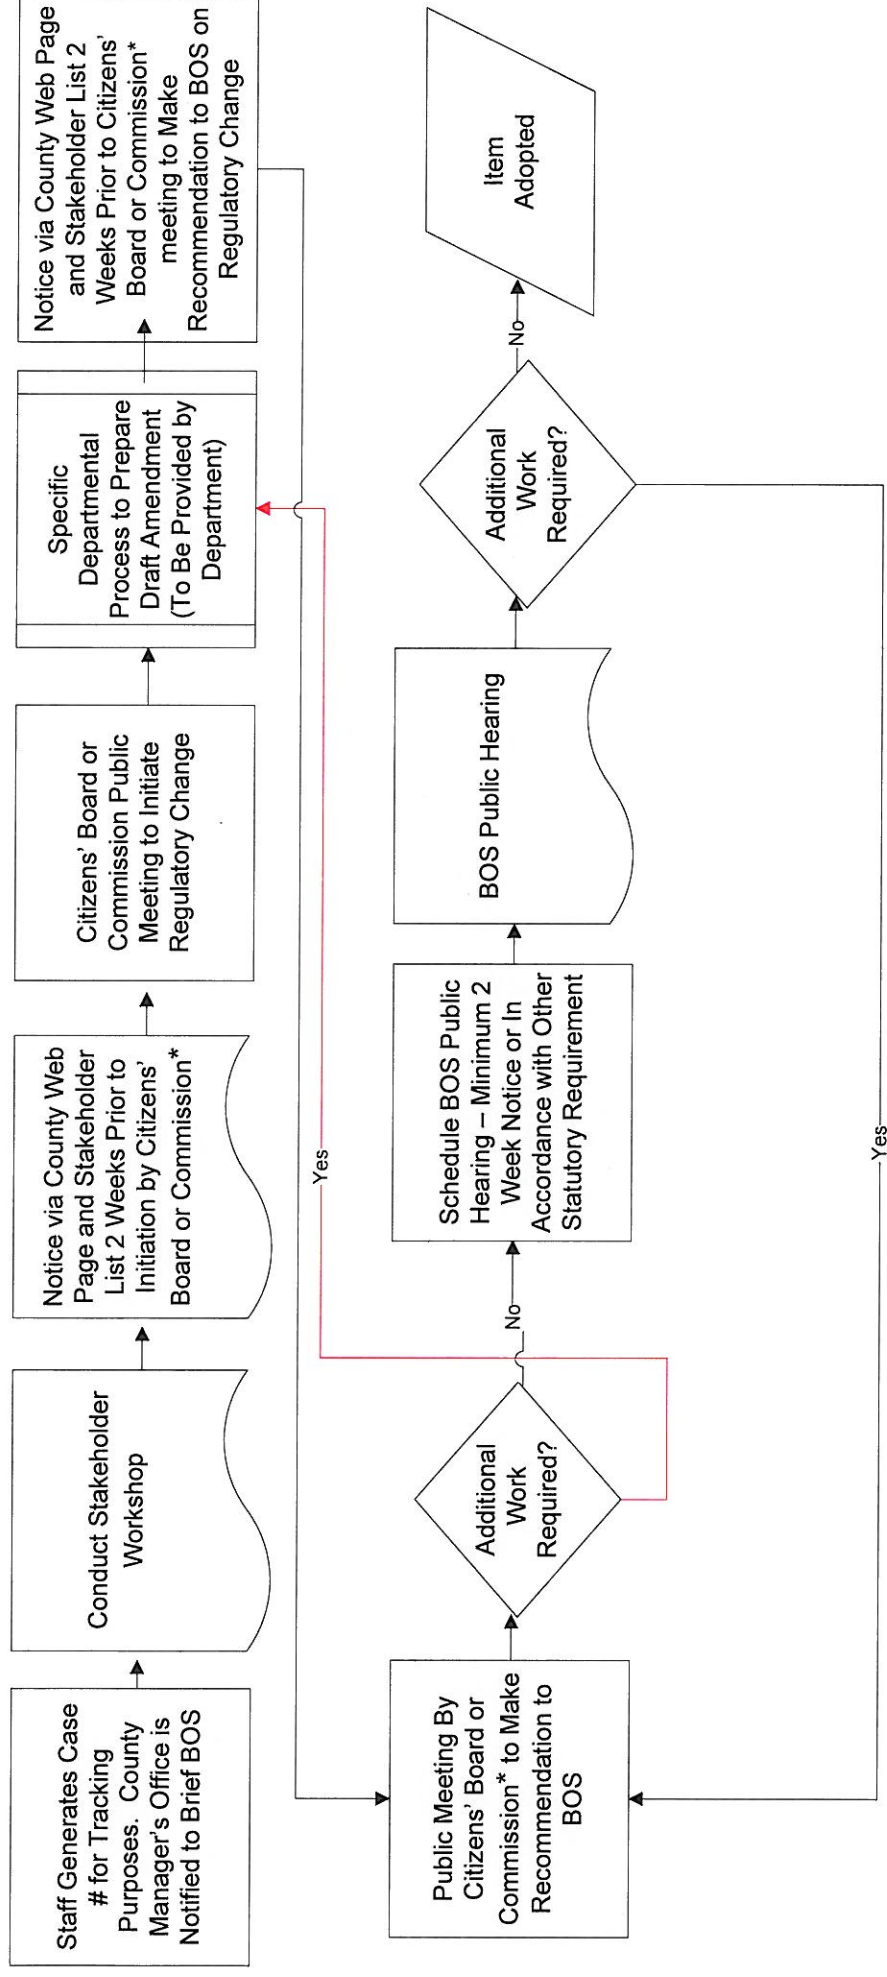 Staff Generates Case
# for Tracking
Purposes.  County
Manager's Office is
Notified to Brief BOS
Conduct Stakeholder
Workshop
Notice via County Web
Page and Stakeholder
List 2 Weeks Prior to
Initiation by Citizens'
Board or Commission*
Citizens' Board or
Commission Public
Meeting to Initiate
Regulatory Change
Specific
Departmental
Process to Prepare
Draft Amendment
(To Be Provided by
Department)
Notice via County Web Page
and Stakeholder List 2
Weeks Prior to Citizens'
Board or Commission*
meeting to Make
Recommendation to BOS on
Regulatory Change
Yes
Public Meeting By
Citizens' Board or
Commission* to Make
Recommendation to
BOS
Additional
Work
Required?
No
Schedule BOS Public
Hearing – Minimum 2
Week Notice or In
Accordance with Other
Statutory Requirement
BOS Public Hearing
Additional
Work
Required?
No
Item
Adopted
Yes